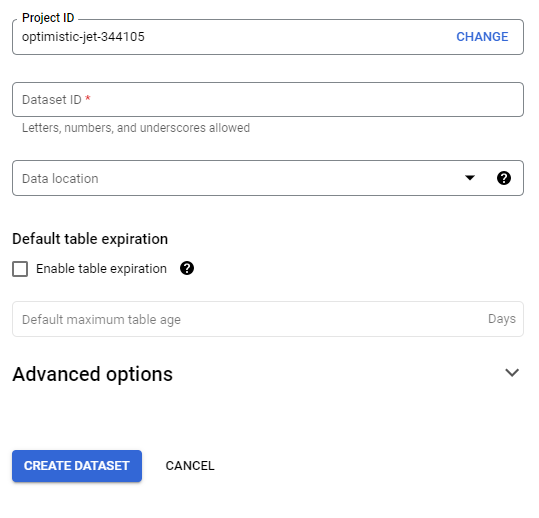 Project ID
optimistic-jet-344105 CHANGE
Dataset ID *
Letters, numbers, and underscores allowed
Data location
Default table expiration
Enable table expiration
Default maximum table age Days
Advanced options
CREATE DATASET CANCEL